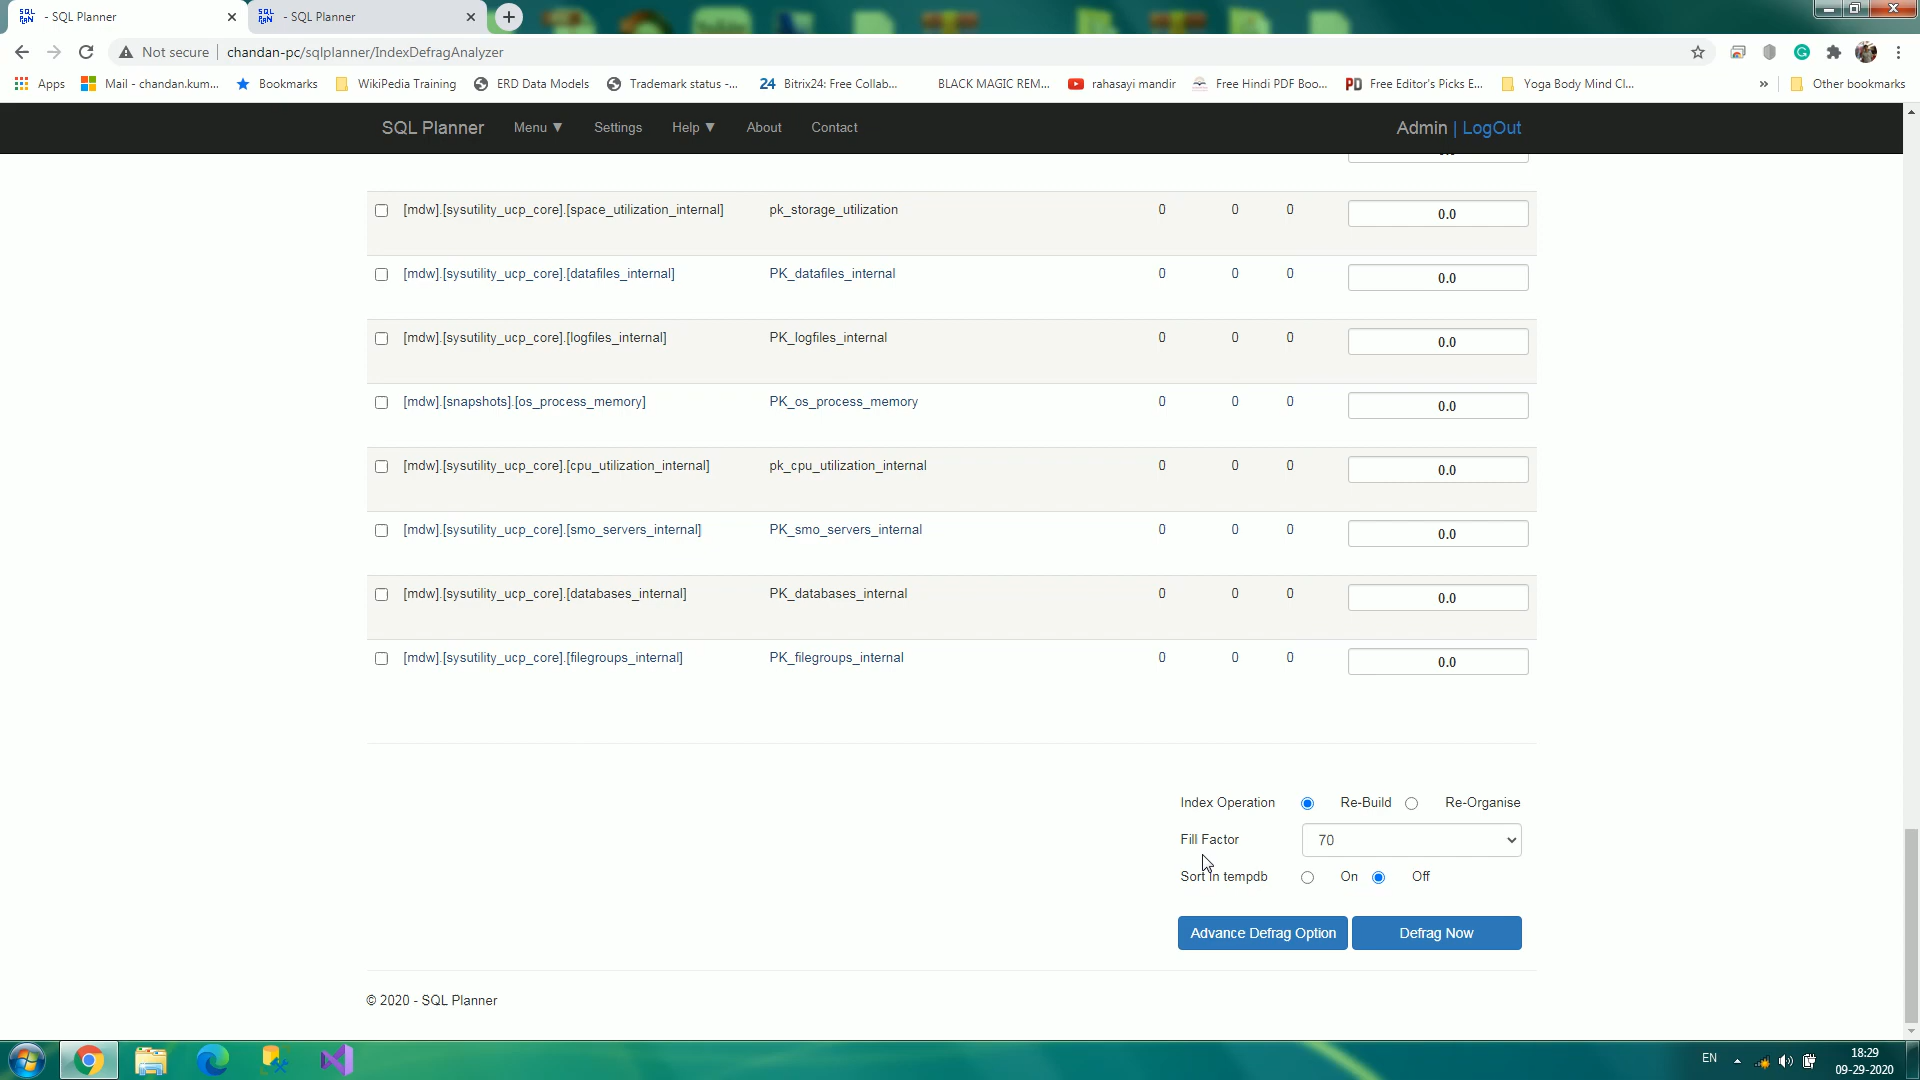 - SQL Planner
- SQL Planner
Not secure
chandan-pc/sqlplanner/IndexDefragAnalyzer
Apps
Mail - chandan.kum...
Bookmarks
WikiPedia Training
ERD Data Models
Trademark status -...
24 Bitrix24: Free Collab...
BLACK MAGIC REM...
rahasayi mandir
Free Hindi PDF Boo...
PD Free Editor's Picks E...
Yoga Body Mind Cl...
»
Other bookmarks
SQL Planner Menu ▼ Settings Help ▼ About Contact Admin | LogOut
[mdw].[sysutility_ucp_core].[space_utilization_internal] pk_storage_utilization 0 0 0 0.0
[mdw].[sysutility_ucp_core].[datafiles_internal] PK_datafiles_internal 0 0 0 0.0
[mdw].[sysutility_ucp_core].[logfiles_internal] PK_logfiles_internal 0 0 0 0.0
[mdw].[snapshots].[os_process_memory] PK_os_process_memory 0 0 0 0.0
[mdw].[sysutility_ucp_core].[cpu_utilization_internal] pk_cpu_utilization_internal 0 0 0 0.0
[mdw].[sysutility_ucp_core].[smo_servers_internal] PK_smo_servers_internal 0 0 0 0.0
[mdw].[sysutility_ucp_core].[databases_internal] PK_databases_internal 0 0 0 0.0
[mdw].[sysutility_ucp_core].[filegroups_internal] PK_filegroups_internal 0 0 0 0.0
Index Operation Re-Build Re-Organise
Fill Factor 70
Sort in tempdb On Off
Advance Defrag Option Defrag Now
© 2020 - SQL Planner
EN
18:29
09-29-2020